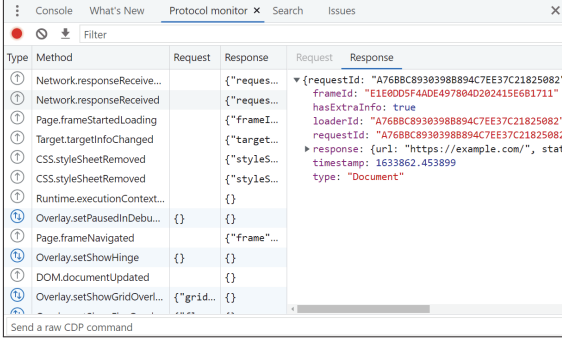 Console What's New Protocol monitor × Search Issues
Filter
Type Method Request Response
Network.responseReceive... {"reques...
Network.responseReceived {"reques...
Page.frameStartedLoading {"frameI...
Target.targetInfoChanged {"target...
CSS.styleSheetRemoved {"styleS...
CSS.styleSheetRemoved {"styleS...
Runtime.executionContext... {}
Overlay.setPausedInDebu... {} {}
Page.frameNavigated {"frame"...
Overlay.setShowHinge {} {}
DOM.documentUpdated {}
Overlay.setShowGridOverl... {"grid... {}
Request Response
{requestId: "A76BBC8930398B894C7EE37C21825082"
frameId: "E1E0DD5F4ADE497804D202415E6B1711"
hasExtraInfo: true
loaderId: "A76BBC8930398B894C7EE37C21825082"
requestId: "A76BBC8930398B894C7EE37C21825082
response: {url: "https://example.com/", stat
timestamp: 1633862.453899
type: "Document"
Send a raw CDP command